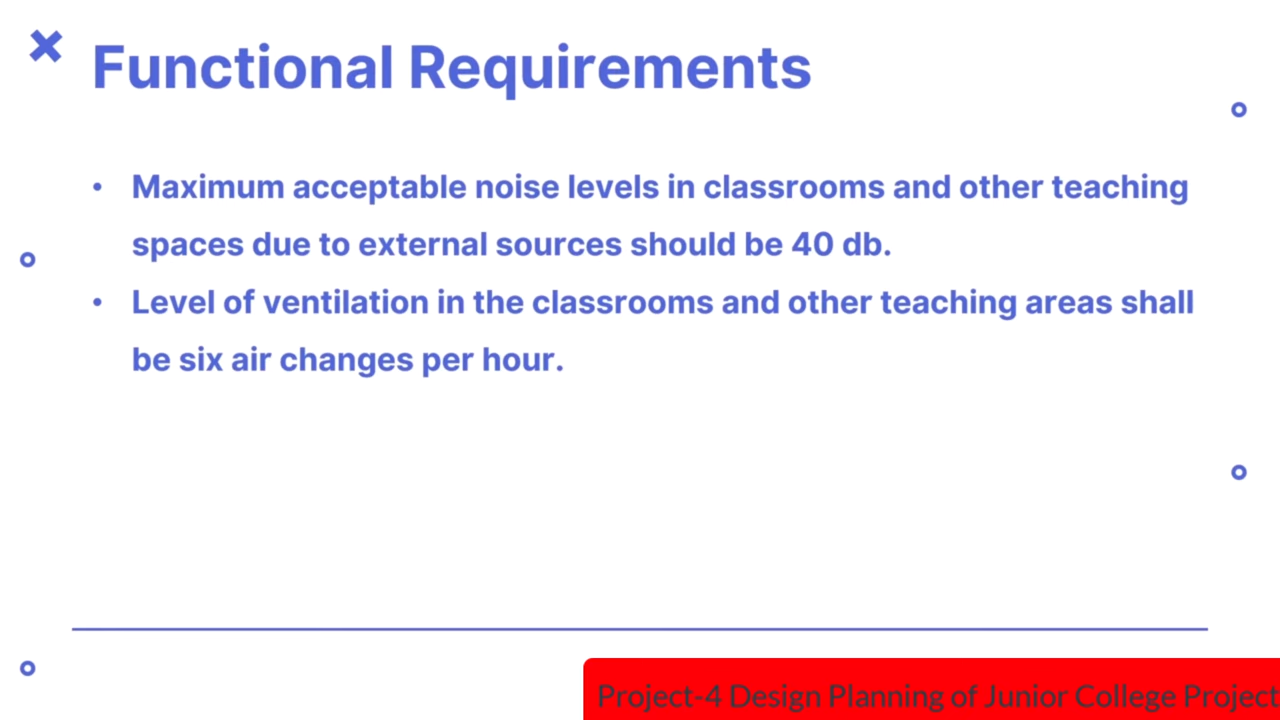 Functional Requirements
• Maximum acceptable noise levels in classrooms and other teaching
spaces due to external sources should be 40 db.
• Level of ventilation in the classrooms and other teaching areas shall
be six air changes per hour.
Project-4 Design Planning of Junior College Project